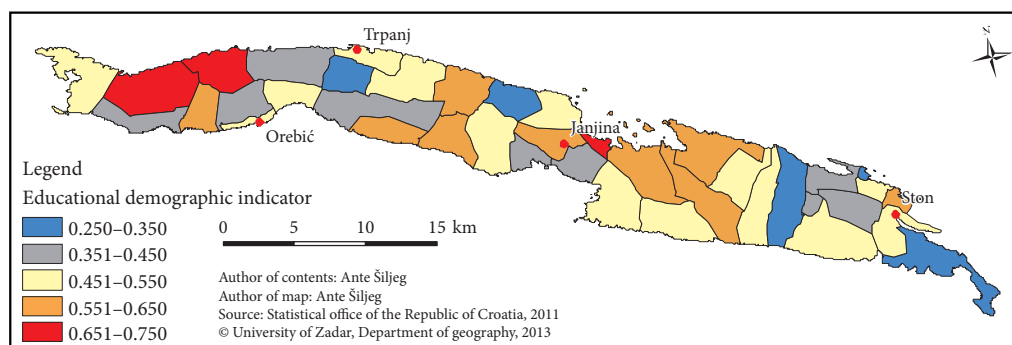 Trpanj
N
Orebić
Janjina
Ston
Legend
Educational demographic indicator
0.250–0.350
0.351–0.450
0.451–0.550
0.551–0.650
0.651–0.750
0 5 10 15 km
Author of contents: Ante Šiljeg
Author of map: Ante Šiljeg
Source: Statistical office of the Republic of Croatia, 2011
© University of Zadar, Department of geography, 2013